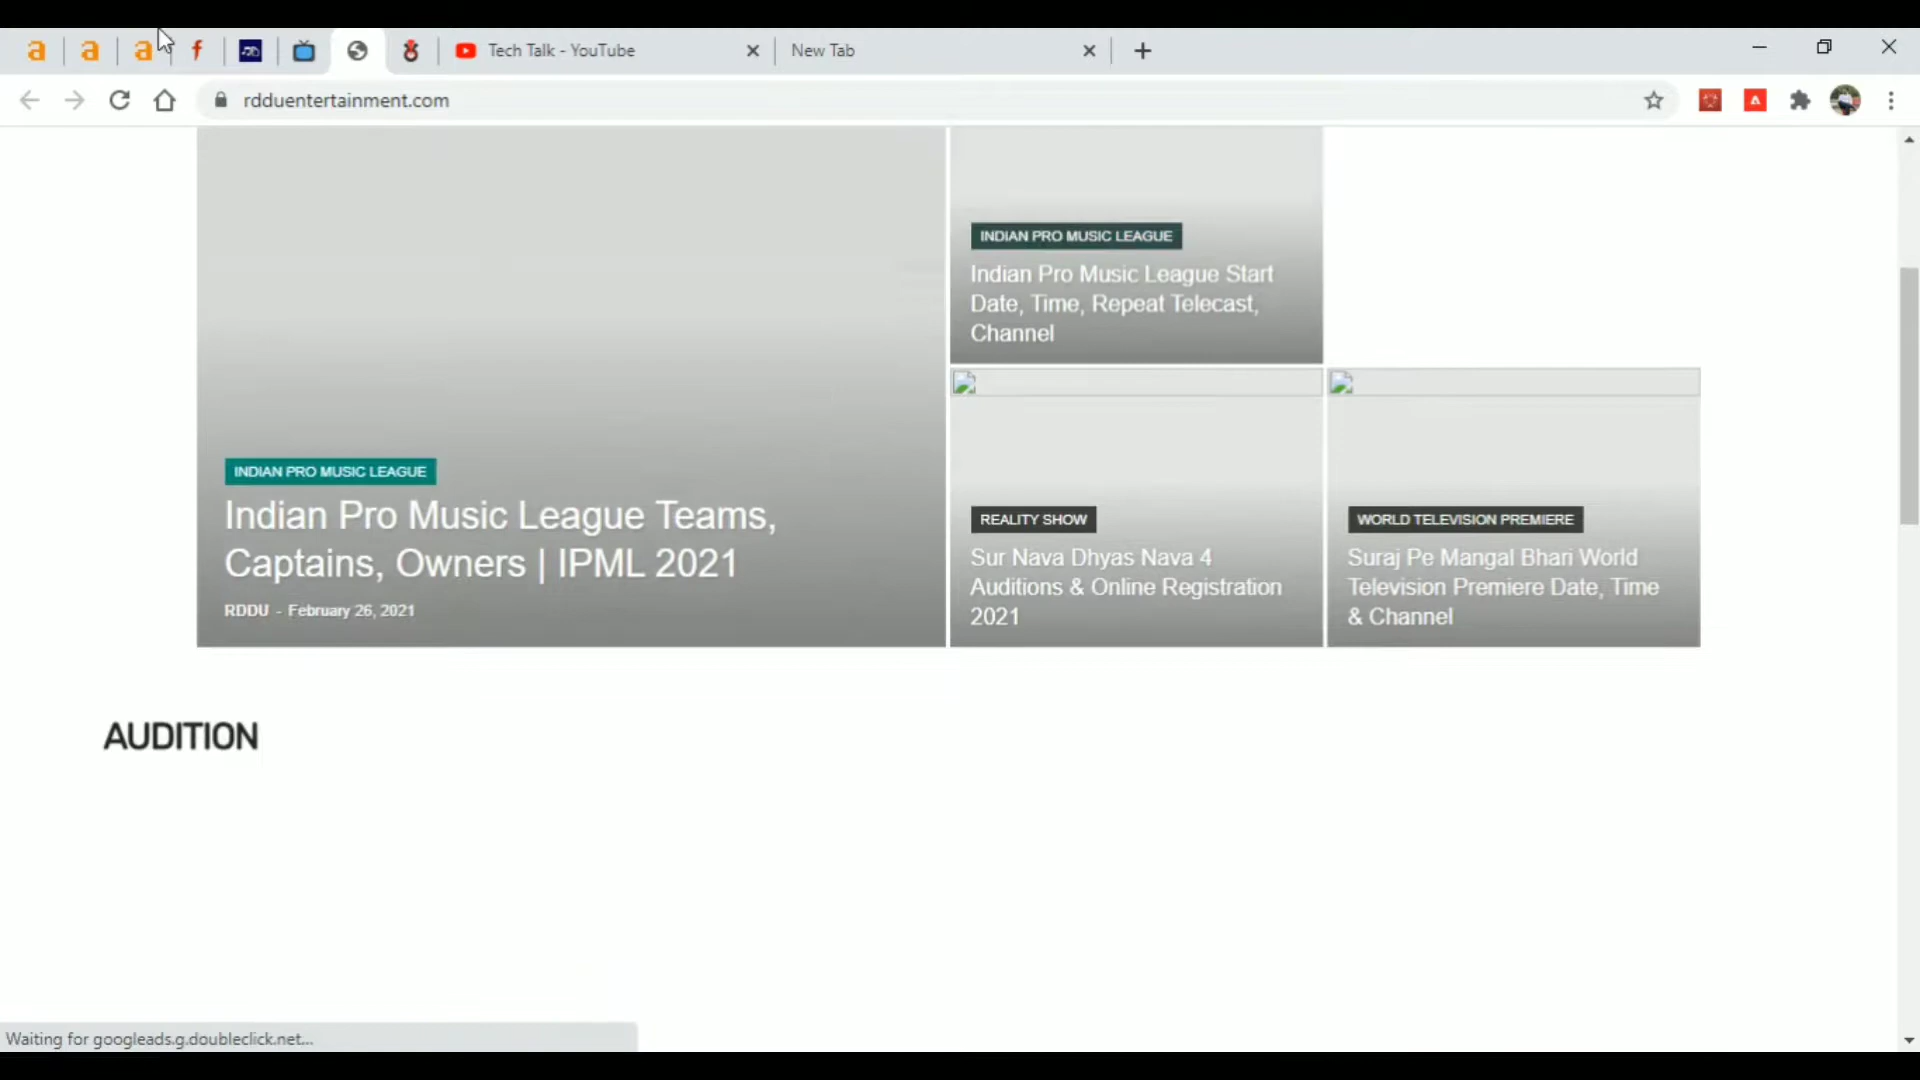 Tech Talk - YouTube
New Tab
rdduentertainment.com
INDIAN PRO MUSIC LEAGUE
Indian Pro Music League Teams,
Captains, Owners | IPML 2021
RDDU - February 26, 2021
INDIAN PRO MUSIC LEAGUE
Indian Pro Music League Start
Date, Time, Repeat Telecast,
Channel
REALITY SHOW
Sur Nava Dhyas Nava 4
Auditions & Online Registration
2021
WORLD TELEVISION PREMIERE
Suraj Pe Mangal Bhari World
Television Premiere Date, Time
& Channel
AUDITION
Waiting for googleads.g.doubleclick.net...